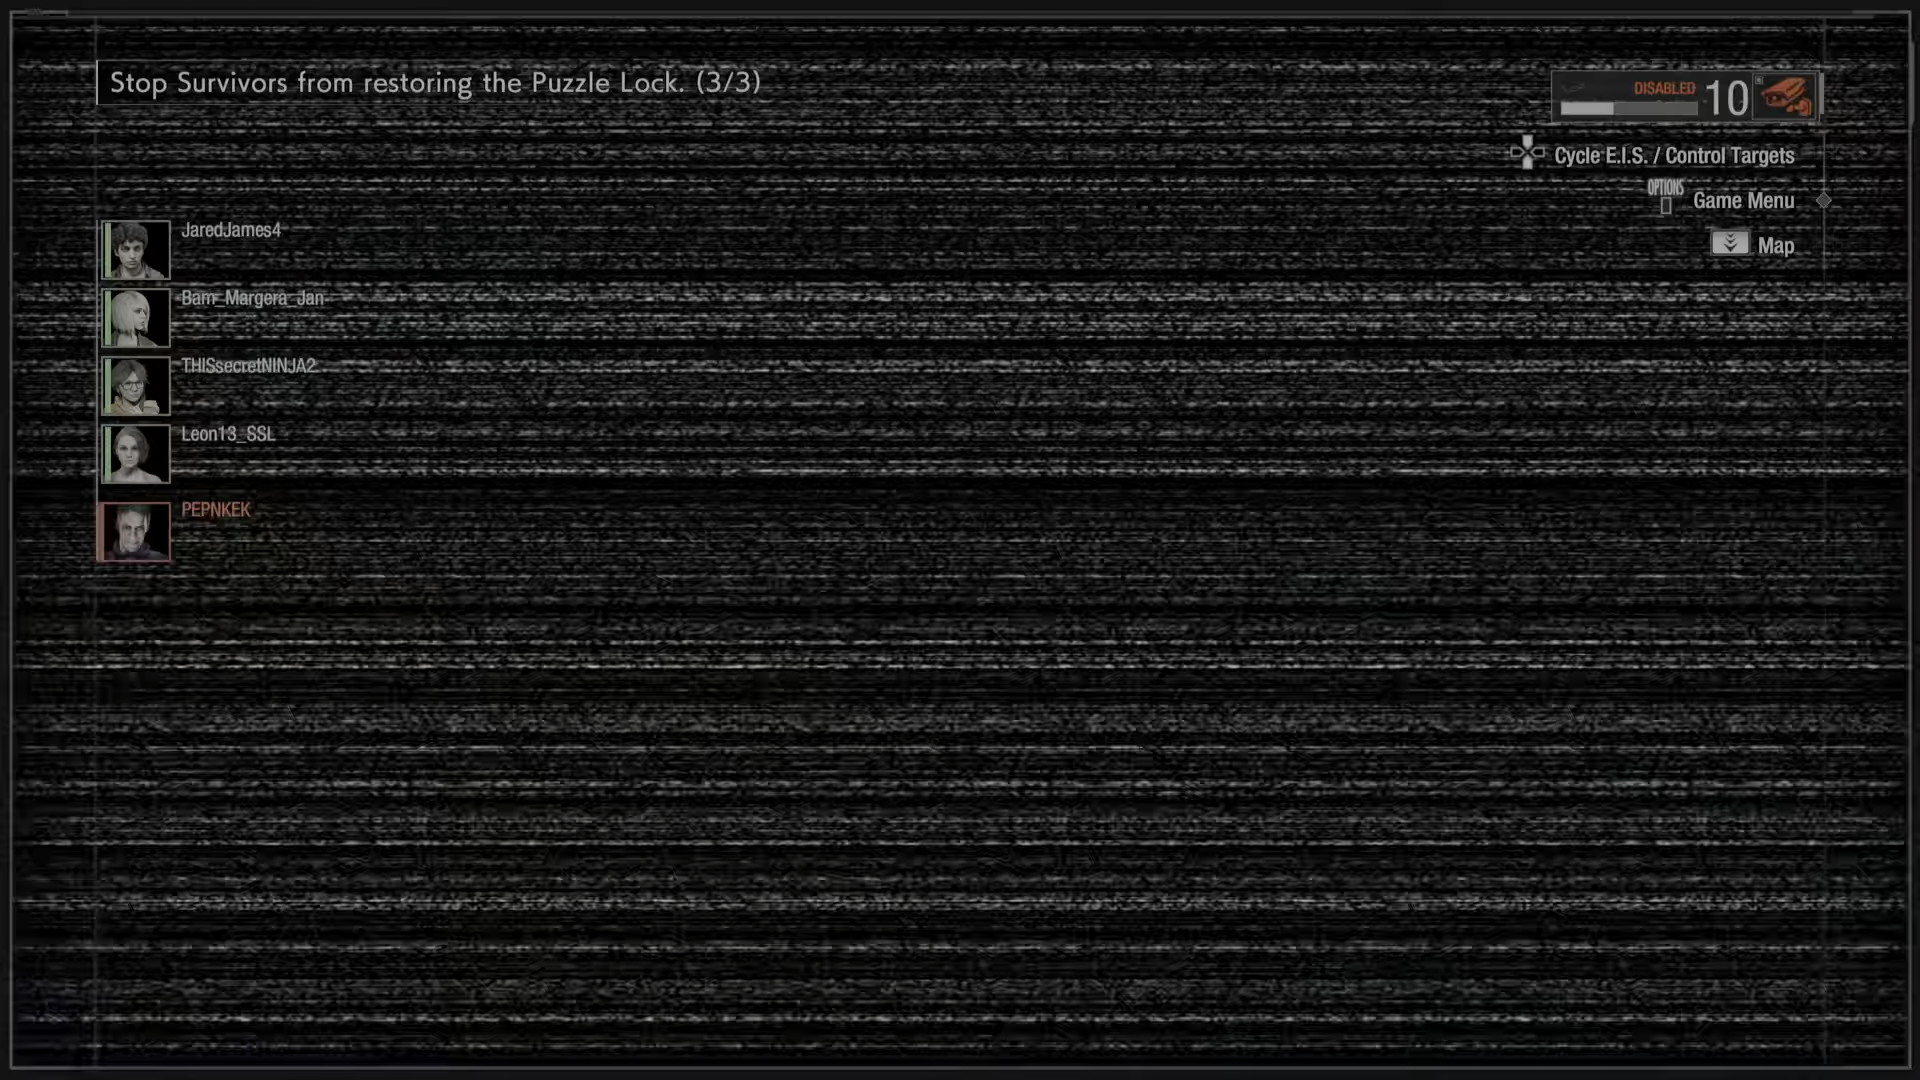 Stop Survivors from restoring the Puzzle Lock. (3/3)
DISABLED 10
Cycle E.I.S. / Control Targets
OPTIONS
Game Menu
Map
JaredJames4
Bam_Margera_Jan
THISsecretNINJA2
Leon13_SSL
PEPNKEK